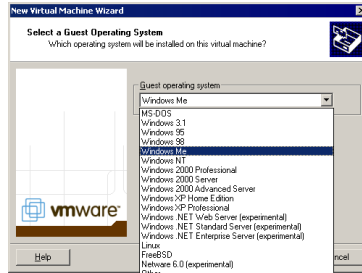 New Virtual Machine Wizard
Select a Guest Operating System
Which operating system will be installed on this virtual machine?
Guest operating system
Windows Me
MS-DOS
Windows 3.1
Windows 95
Windows 98
Windows Me
Windows NT
Windows 2000 Professional
Windows 2000 Server
Windows 2000 Advanced Server
Windows XP Home Edition
Windows XP Professional
Windows .NET Web Server (experimental)
Windows .NET Standard Server (experimental)
Windows .NET Enterprise Server (experimental)
Linux
FreeBSD
Netware 6.0 (experimental)
Other
vmware
Help
ncel